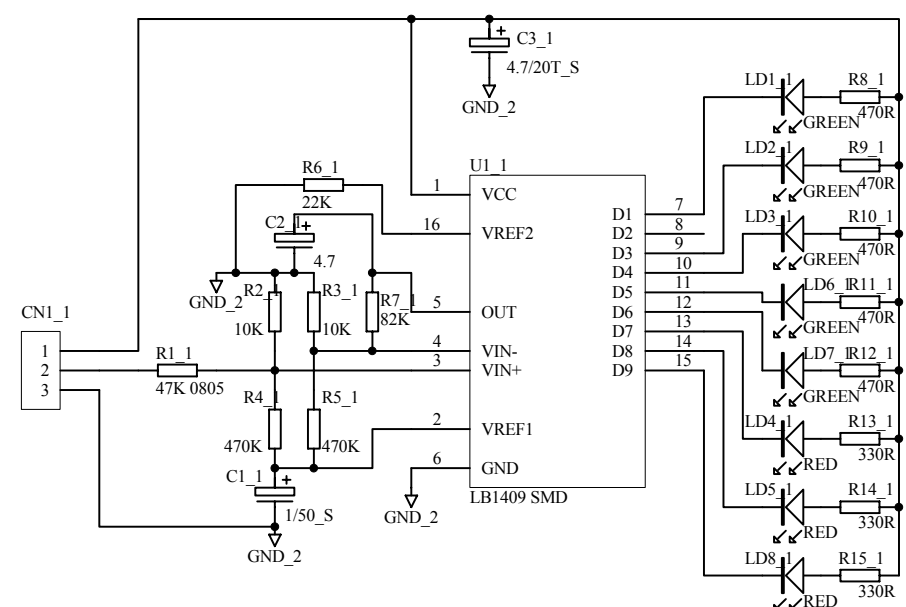 C3_1
4.7/20T_S
GND_2
LD1_1
R8_1
GREEN
470R
LD2_1
R9_1
GREEN
470R
LD3_1
R10_1
GREEN
470R
LD6_1
R11_1
GREEN
470R
LD7_1
R12_1
GREEN
470R
LD4_1
R13_1
RED
330R
LD5_1
R14_1
RED
330R
LD8_1
R15_1
RED
330R
U1_1
1 VCC
16 VREF2
5 OUT
4 VIN-
3 VIN+
2 VREF1
6 GND
D1 7
D2 8
D3 9
D4 10
D5 11
D6 12
D7 13
D8 14
D9 15
LB1409 SMD
R6_1
22K
C2_1
4.7
GND_2
R2_1
10K
R3_1
10K
R7_1
82K
CN1_1
1
2
3
R1_1
47K 0805
R4_1
470K
R5_1
470K
C1_1
1/50_S
GND_2
GND_2